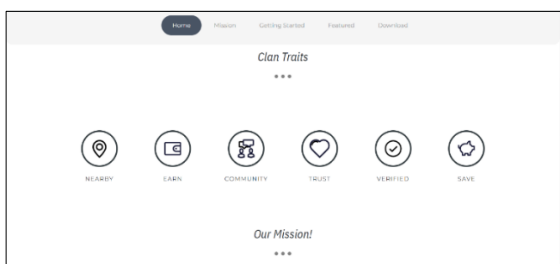 Home Mission Getting Started Featured Download
Clan Traits
NEARBY EARN COMMUNITY TRUST VERIFIED SAVE
Our Mission!